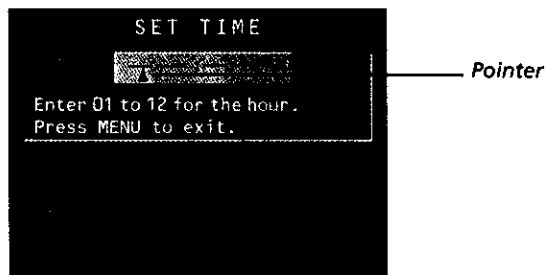 SET TIME
Pointer
Enter 01 to 12 for the hour.
Press MENU to exit.